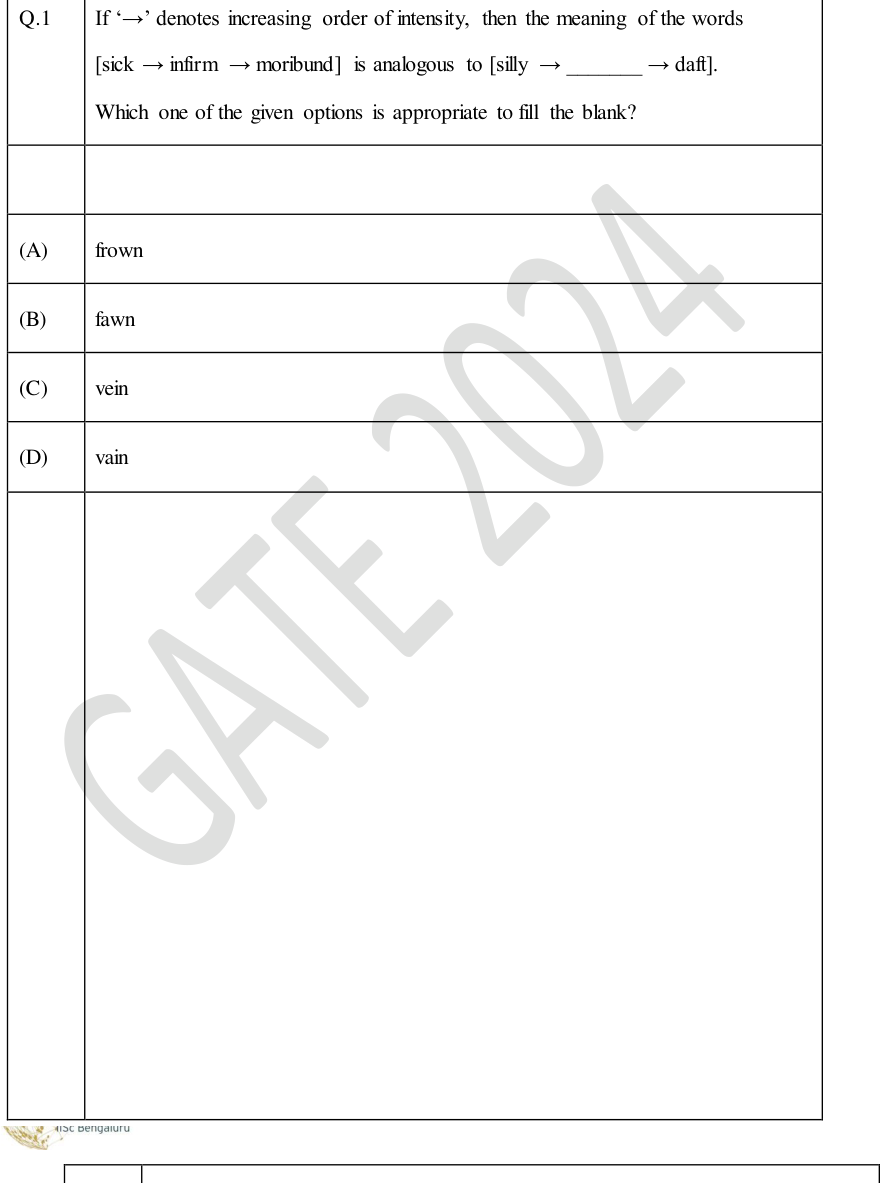 Q.1 If ‘→’ denotes increasing order of intensity, then the meaning of the words
[sick → infirm → moribund] is analogous to [silly → _______ → daft].
Which one of the given options is appropriate to fill the blank?
(A) frown
(B) fawn
(C) vein
(D) vain
GATE 2024
IISc Bengaluru